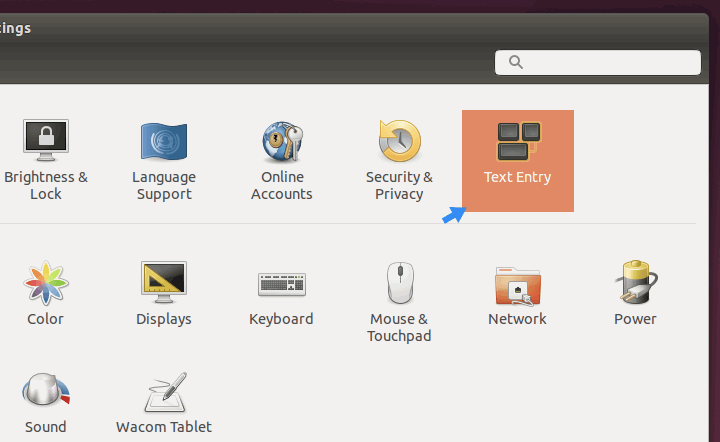 tings
Brightness &
Lock
Language
Support
Online
Accounts
Security &
Privacy
Text Entry
Color
Displays
Keyboard
Mouse &
Touchpad
Network
Power
Sound
Wacom Tablet